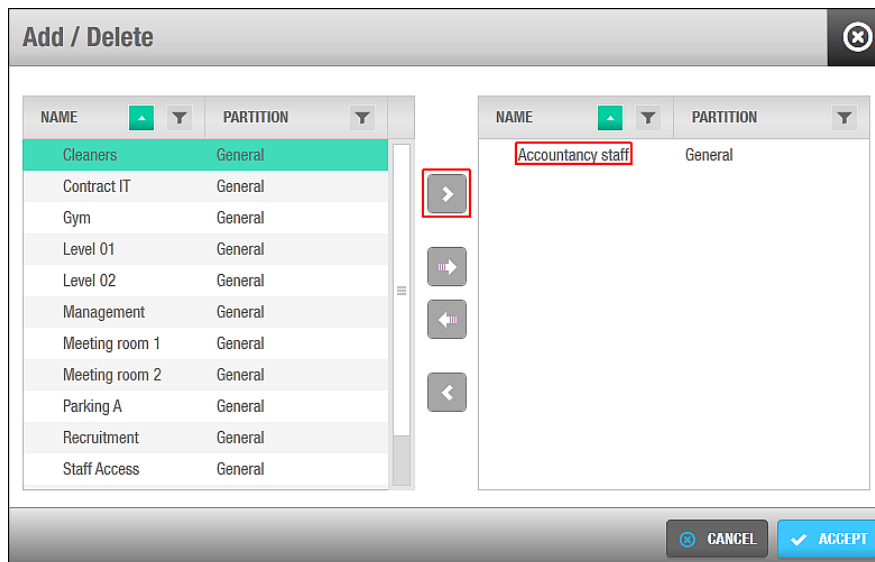 Add / Delete
NAME PARTITION NAME PARTITION
Cleaners General Accountancy staff General
Contract IT General
Gym General
Level 01 General
Level 02 General
Management General
Meeting room 1 General
Meeting room 2 General
Parking A General
Recruitment General
Staff Access General
CANCEL ACCEPT